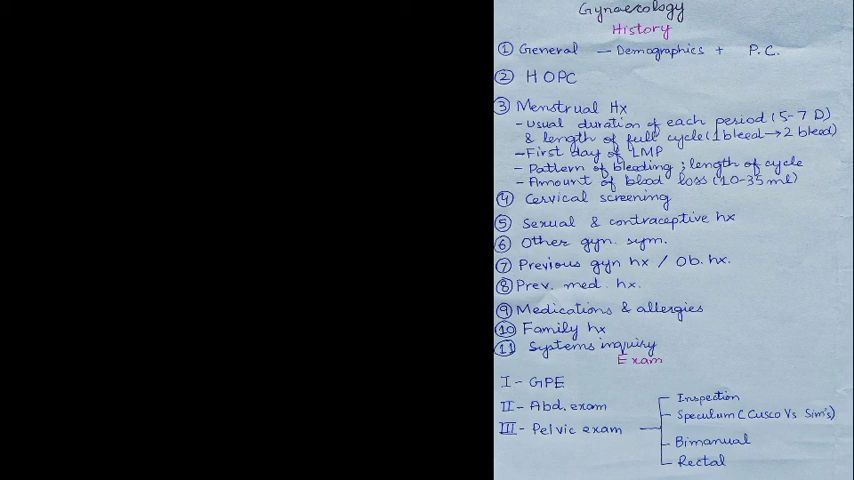 Gynaecology
History
① General — Demographics + P.C.
② HOPC
③ Menstrual Hx
- Usual duration of each period (5-7 D)
& length of full cycle (1 bleed → 2 bleed)
- First day of LMP
- Pattern of bleeding ; length of cycle
- Amount of blood loss (10-35 ml)
④ Cervical screening
⑤ Sexual & contraceptive hx
⑥ Other gyn. sym.
⑦ Previous gyn hx / Ob. hx.
⑧ Prev. med. hx.
⑨ Medications & allergies
⑩ Family hx
⑪ Systems inquiry
Exam
I - GPE
II - Abd. exam
III - Pelvic exam
Inspection
Speculum (Cusco Vs Sim's)
Bimanual
Rectal